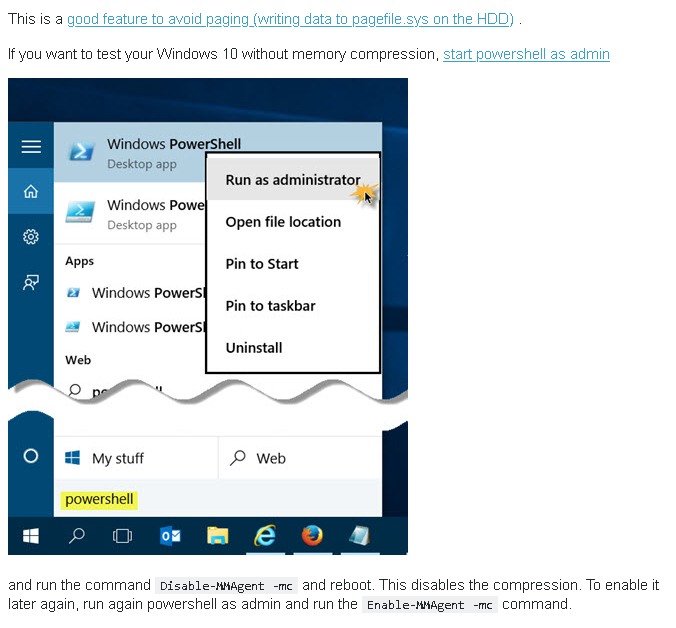 This is a good feature to avoid paging (writing data to pagefile.sys on the HDD) .
If you want to test your Windows 10 without memory compression, start powershell as admin
Windows PowerShell
Desktop app
Run as administrator
Windows Powe
Desktop app
Open file location
Apps
Pin to Start
Windows PowerS
Pin to taskbar
Windows PowerS
Uninstall
Web
My stuff
Web
powershell
and run the command Disable-MMAgent -mc and reboot. This disables the compression. To enable it
later again, run again powershell as admin and run the Enable-MMAgent -mc command.